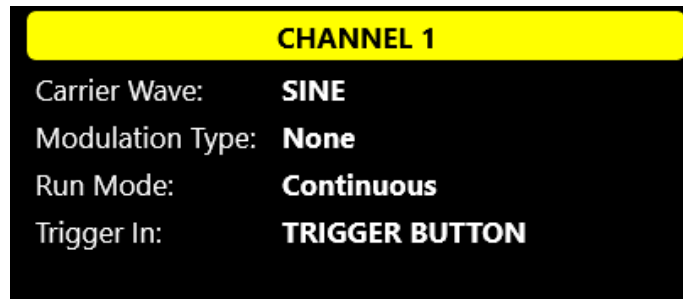 CHANNEL 1
Carrier Wave: SINE
Modulation Type: None
Run Mode: Continuous
Trigger In: TRIGGER BUTTON